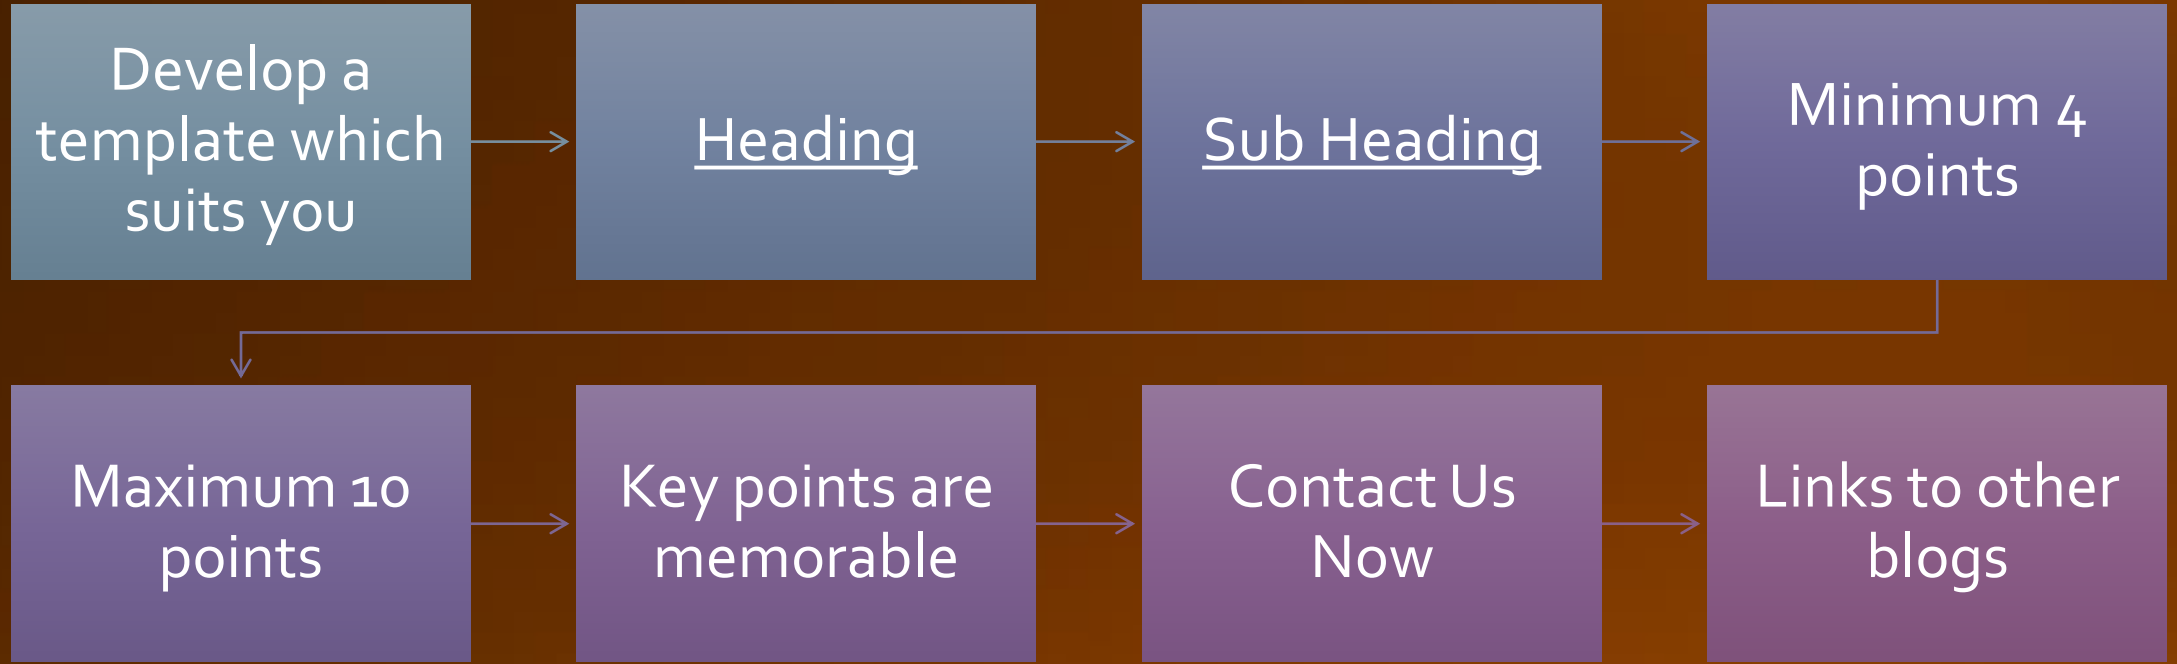 Develop a
template which
suits you
Heading
Sub Heading
Minimum 4
points
Maximum 10
points
Key points are
memorable
Contact Us
Now
Links to other
blogs